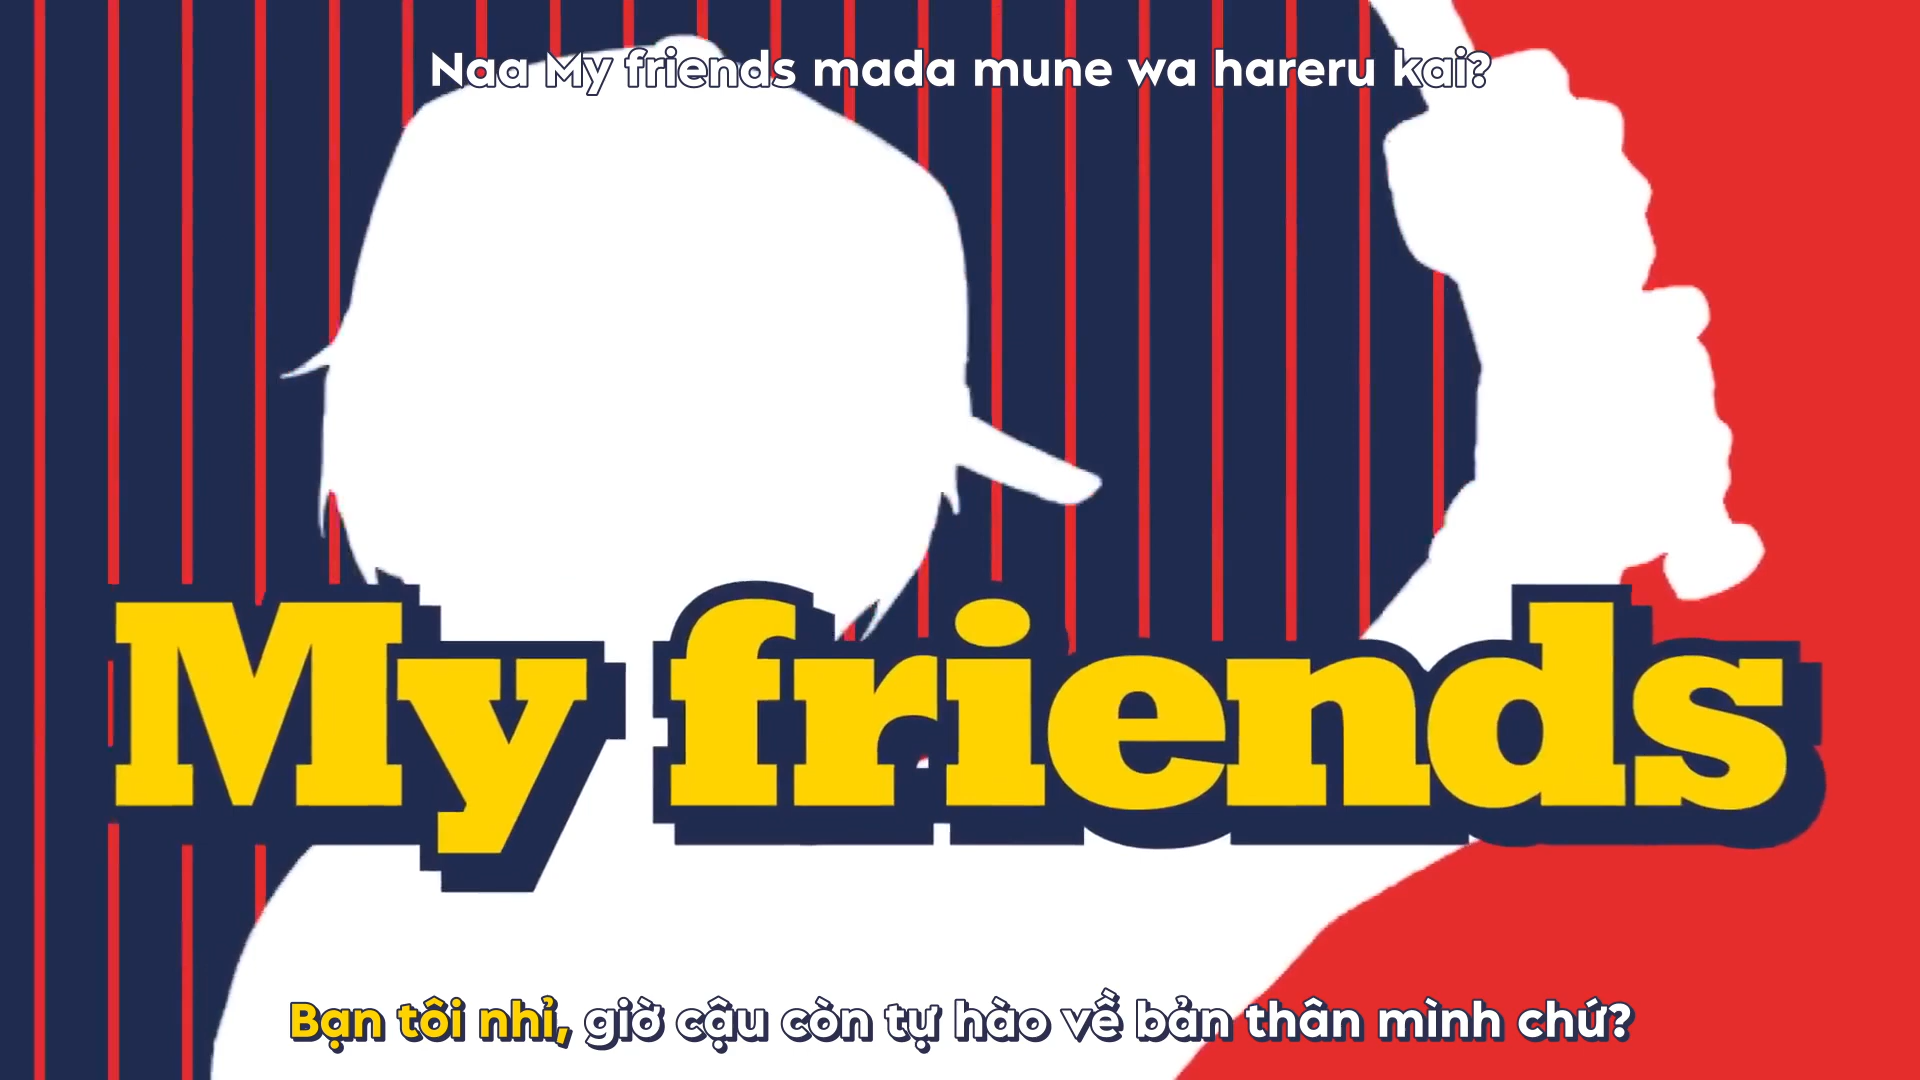 Naa My friends mada mune wa hareru kai?
My friends
Bạn tôi nhỉ, giờ cậu còn tự hào về bản thân mình chứ?